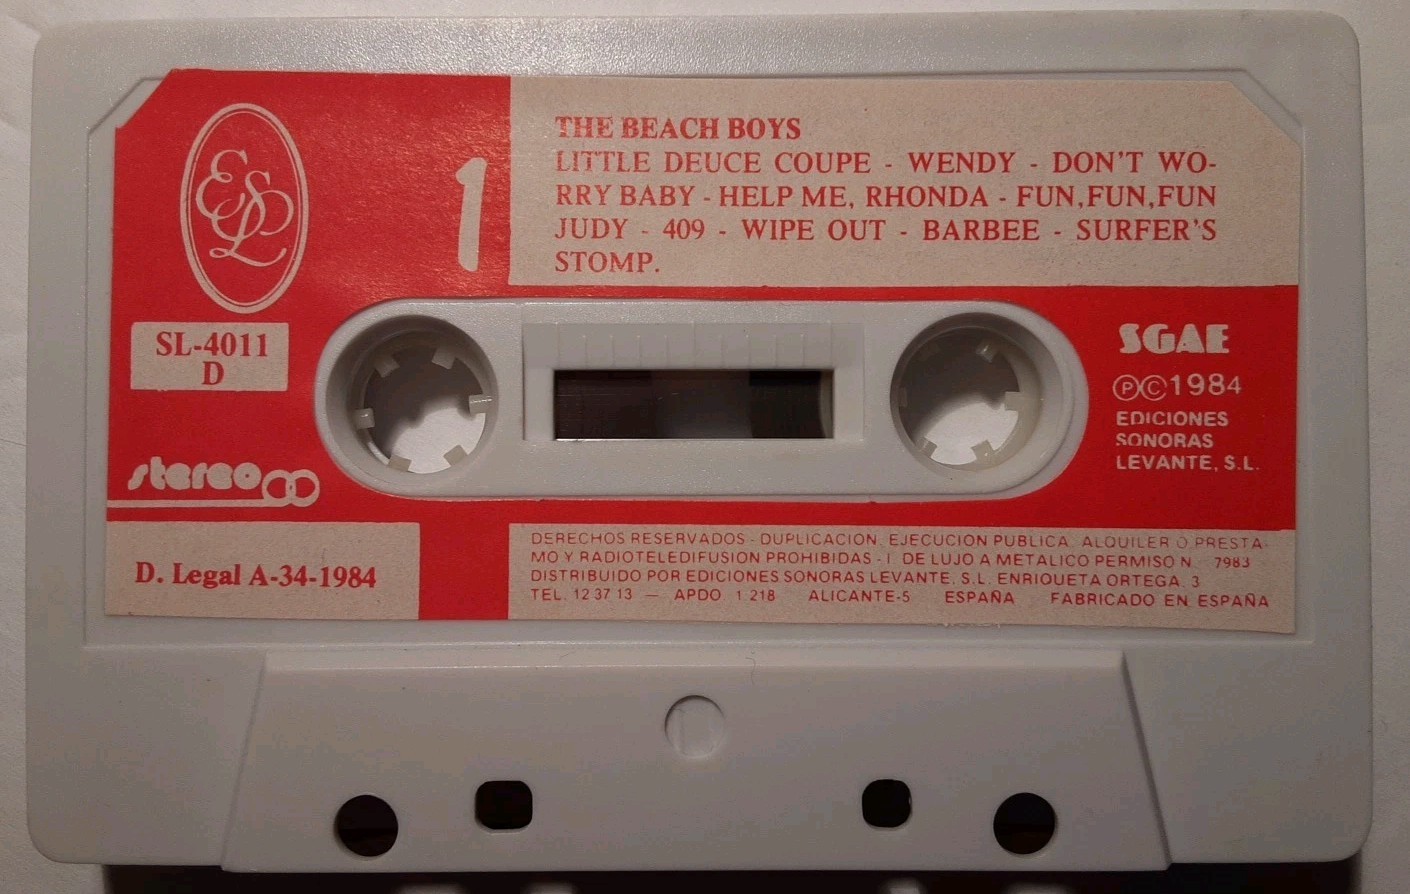 ESL
1
THE BEACH BOYS
LITTLE DEUCE COUPE - WENDY - DON'T WO-
RRY BABY - HELP ME, RHONDA - FUN,FUN,FUN
JUDY - 409 - WIPE OUT - BARBEE - SURFER'S
STOMP.
SL-4011
D
stereo
D. Legal A-34-1984
SGAE
ⓅⒸ1984
EDICIONES
SONORAS
LEVANTE, S.L.
DERECHOS RESERVADOS - DUPLICACION, EJECUCION PUBLICA, ALQUILER O PRESTA-
MO Y RADIOTELEDIFUSION PROHIBIDAS - I. DE LUJO A METALICO PERMISO N. 7983
DISTRIBUIDO POR EDICIONES SONORAS LEVANTE, S.L. ENRIQUETA ORTEGA, 3
TEL. 12 37 13 — APDO. 1.218 ALICANTE-5 ESPAÑA FABRICADO EN ESPAÑA
1